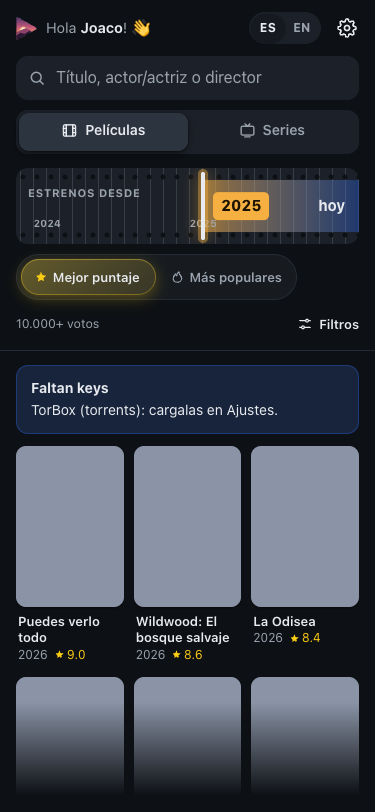 Hola Joaco! 👋
ES EN
Título, actor/actriz o director
Películas
Series
ESTRENOS DESDE
2024
2025
2025
hoy
Mejor puntaje
Más populares
10.000+ votos
Filtros
Faltan keys
TorBox (torrents): cargalas en Ajustes.
Puedes verlo
todo
2026 ★ 9.0
Wildwood: El
bosque salvaje
2026 ★ 8.6
La Odisea
2026 ★ 8.4